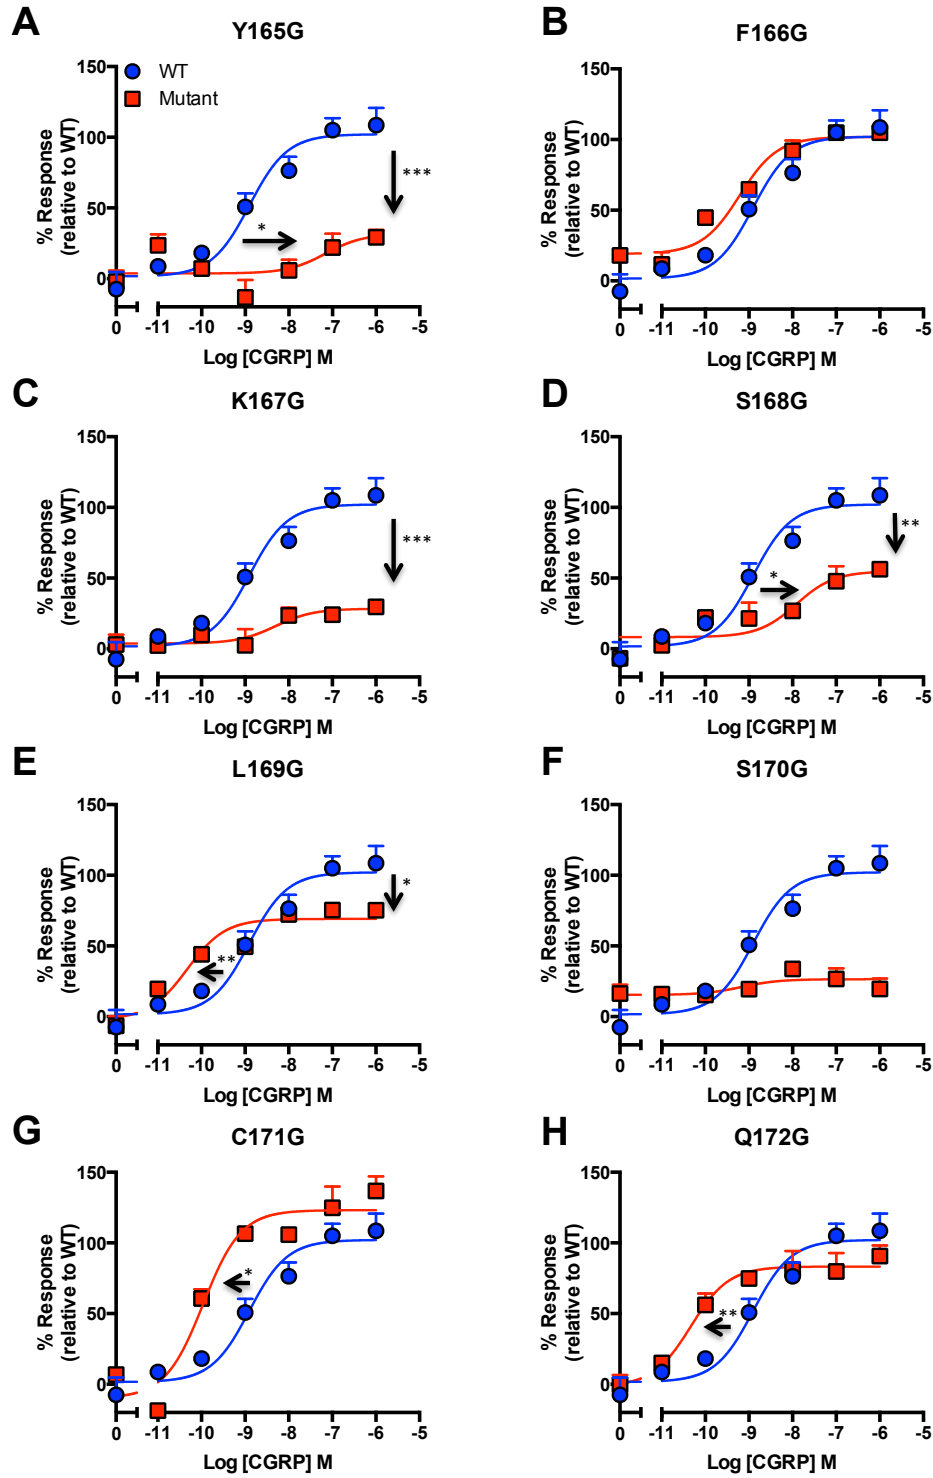 A
Y165G
150
100
50
0
WT
Mutant
***
*
% Response
(relative to WT)
0 -11 -10 -9 -8 -7 -6 -5
Log [CGRP] M
B
F166G
150
100
50
0
% Response
(relative to WT)
0 -11 -10 -9 -8 -7 -6 -5
Log [CGRP] M
C
K167G
150
100
50
0
***
% Response
(relative to WT)
0 -11 -10 -9 -8 -7 -6 -5
Log [CGRP] M
D
S168G
150
100
50
0
**
*
% Response
(relative to WT)
0 -11 -10 -9 -8 -7 -6 -5
Log [CGRP] M
E
L169G
150
100
50
0
*
**
% Response
(relative to WT)
0 -11 -10 -9 -8 -7 -6 -5
Log [CGRP] M
F
S170G
150
100
50
0
% Response
(relative to WT)
0 -11 -10 -9 -8 -7 -6 -5
Log [CGRP] M
G
C171G
150
100
50
0
*
% Response
(relative to WT)
0 -11 -10 -9 -8 -7 -6 -5
Log [CGRP] M
H
Q172G
150
100
50
0
**
% Response
(relative to WT)
0 -11 -10 -9 -8 -7 -6 -5
Log [CGRP] M